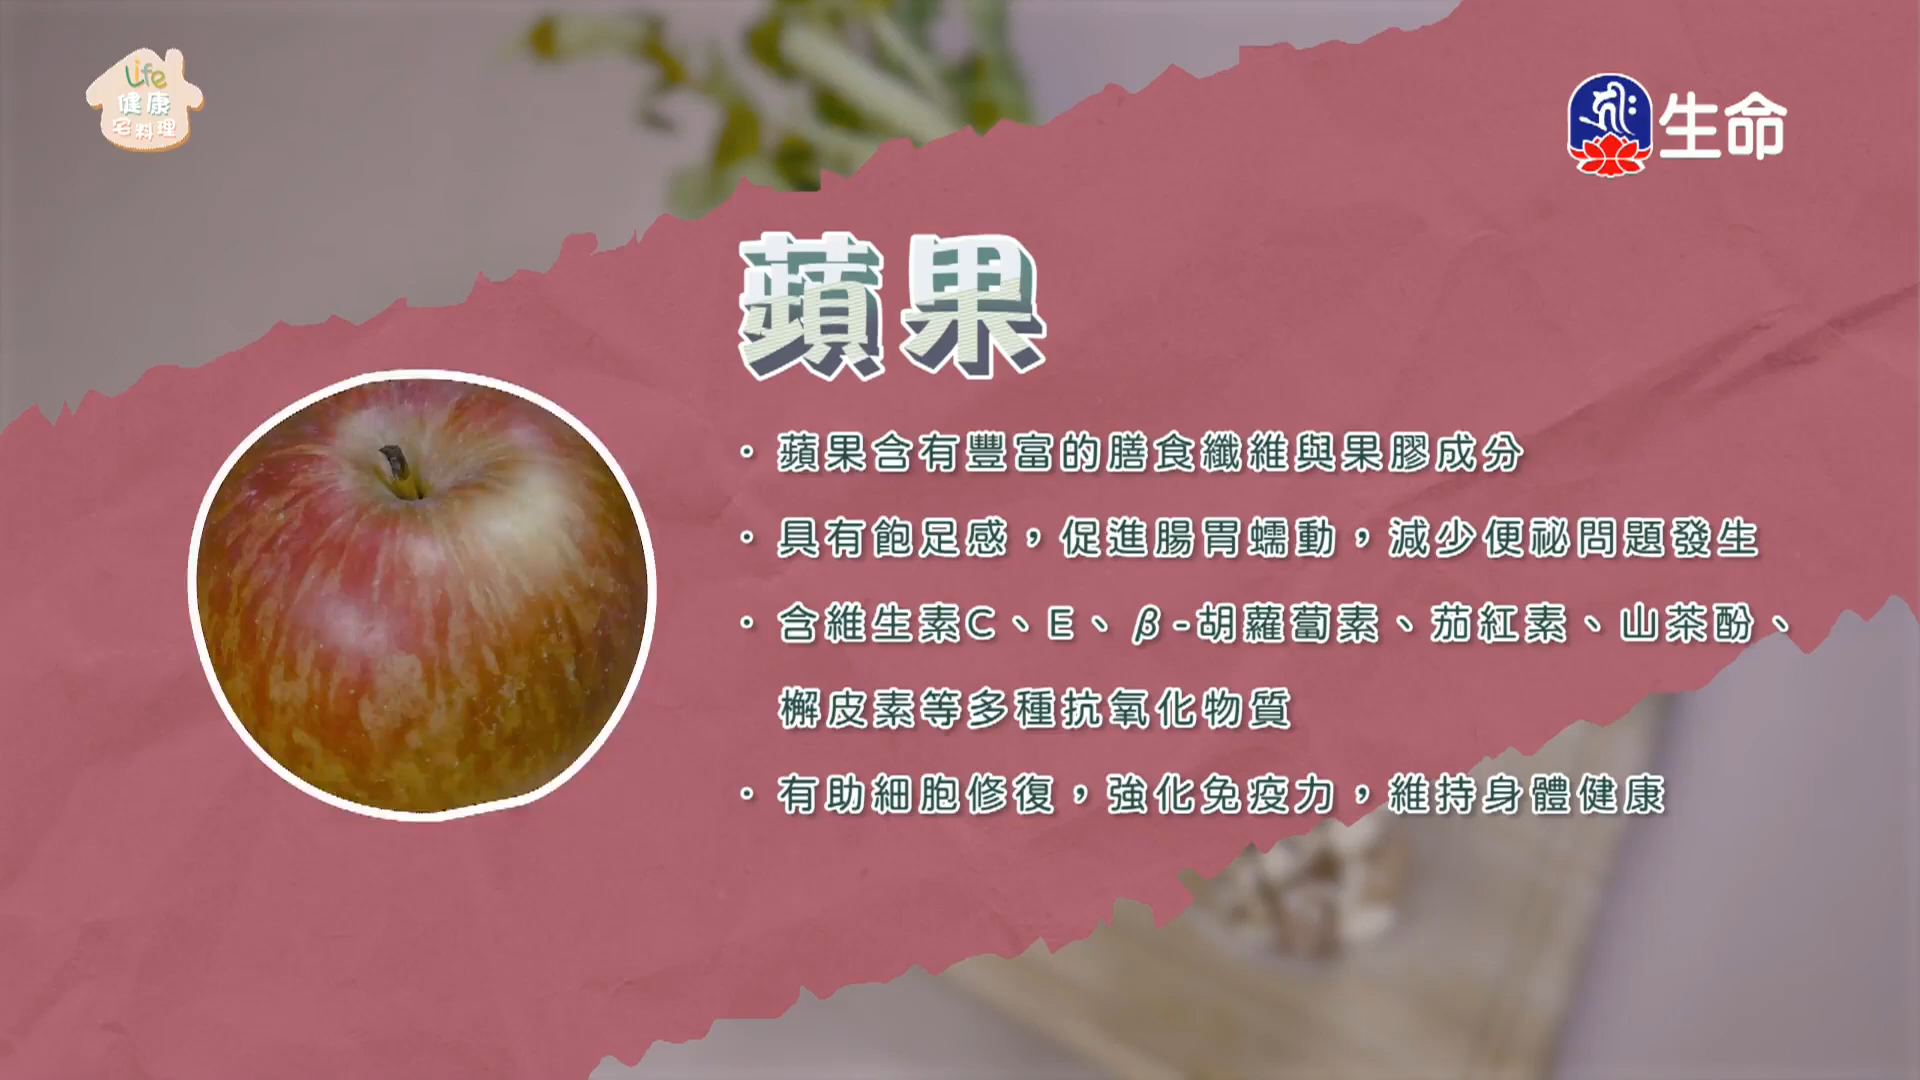 Life
健康
宅料理
生命
蘋果
· 蘋果含有豐富的膳食纖維與果膠成分
· 具有飽足感，促進腸胃蠕動，減少便祕問題發生
· 含維生素C、E、β-胡蘿蔔素、茄紅素、山茶酚、
槲皮素等多種抗氧化物質
· 有助細胞修復，強化免疫力，維持身體健康